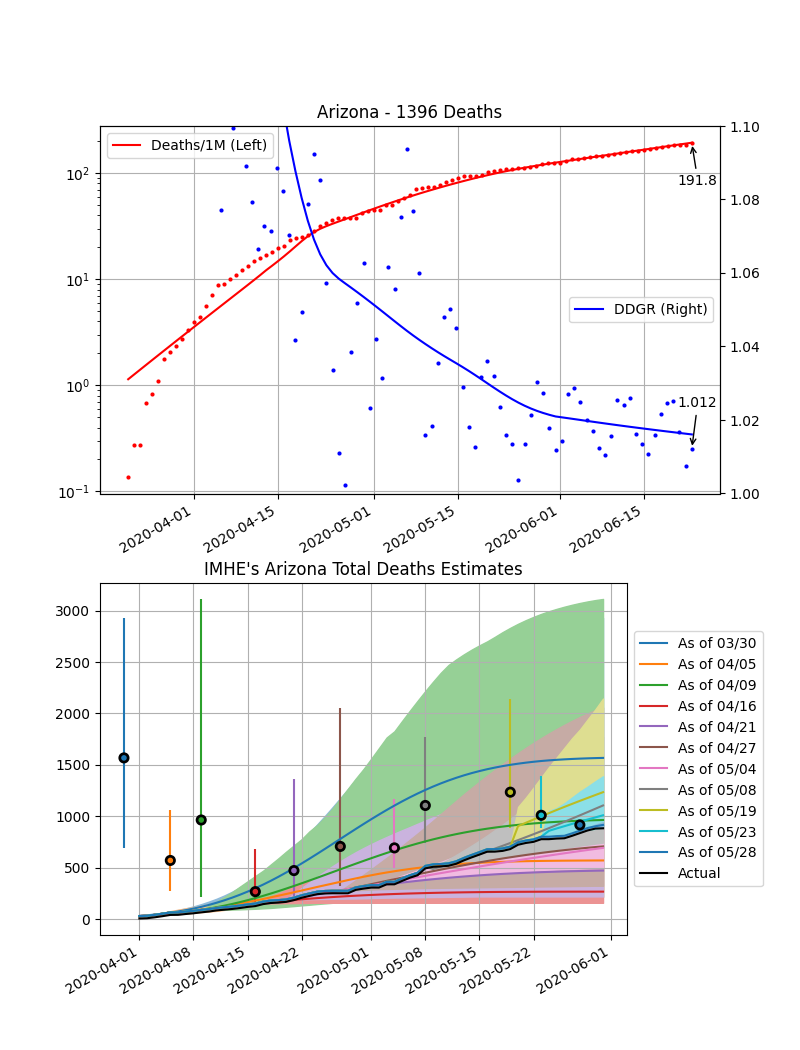 Arizona - 1396 Deaths
Deaths/1M (Left)
DDGR (Right)
191.8
1.012
10²
10¹
10⁰
10⁻¹
1.10
1.08
1.06
1.04
1.02
1.00
2020-04-01
2020-04-15
2020-05-01
2020-05-15
2020-06-01
2020-06-15
IMHE's Arizona Total Deaths Estimates
3000
2500
2000
1500
1000
500
0
2020-04-01
2020-04-08
2020-04-15
2020-04-22
2020-05-01
2020-05-08
2020-05-15
2020-05-22
2020-06-01
As of 03/30
As of 04/05
As of 04/09
As of 04/16
As of 04/21
As of 04/27
As of 05/04
As of 05/08
As of 05/19
As of 05/23
As of 05/28
Actual